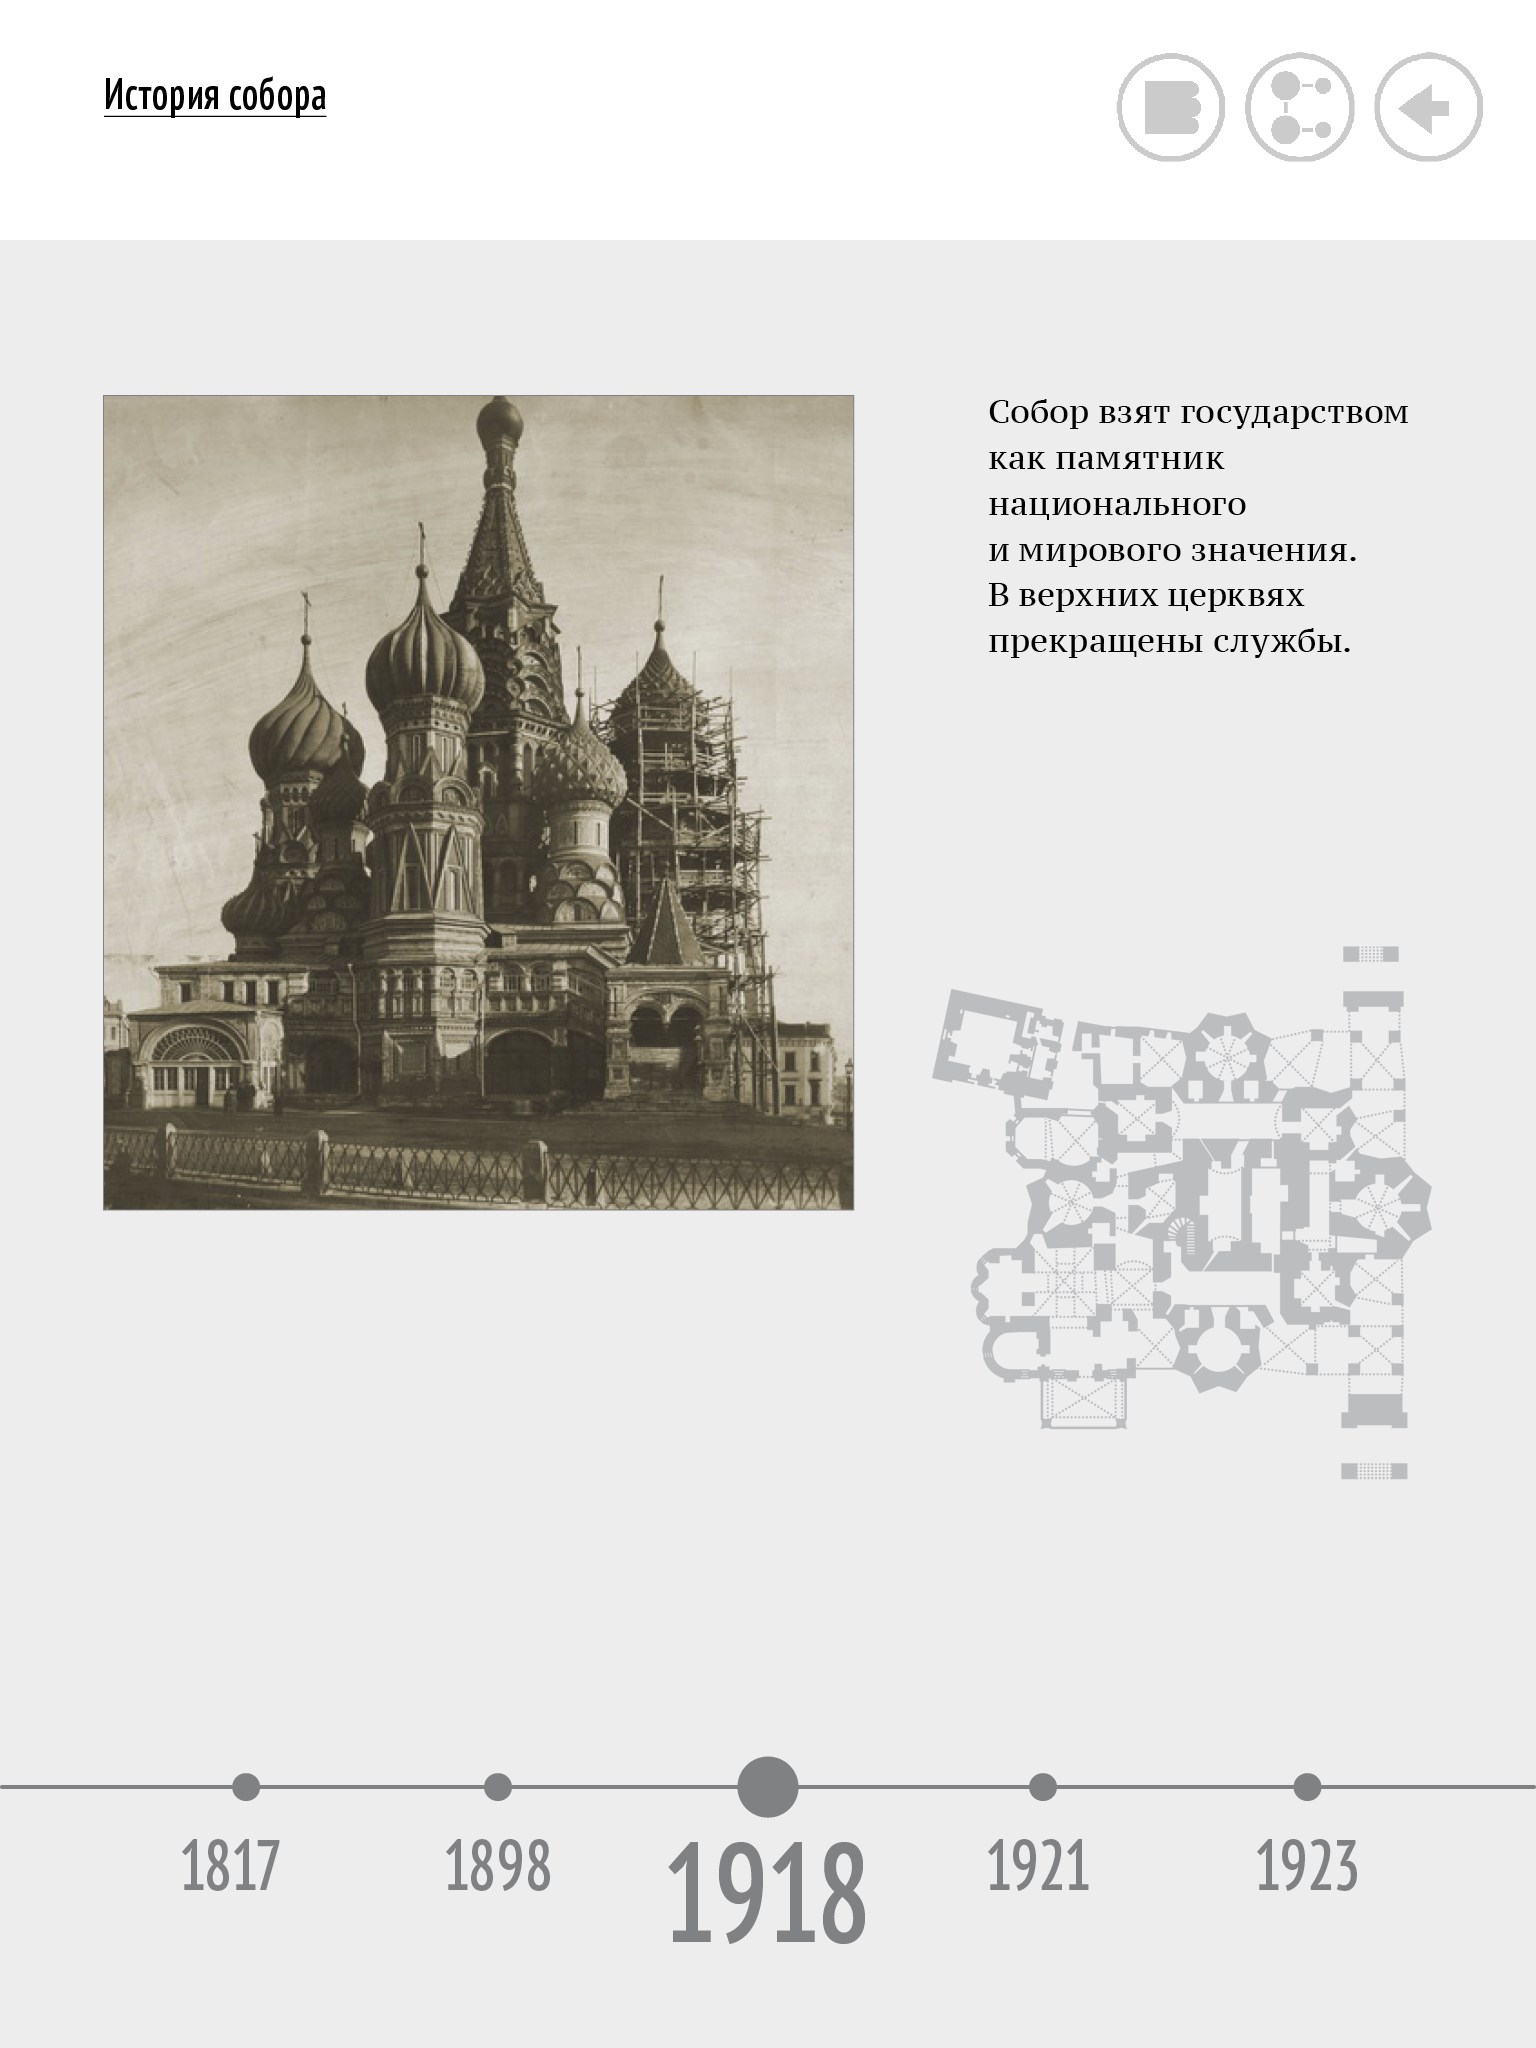 История собора
Собор взят государством
как памятник
национального
и мирового значения.
В верхних церквях
прекращены службы.
1817
1898
1918
1921
1923